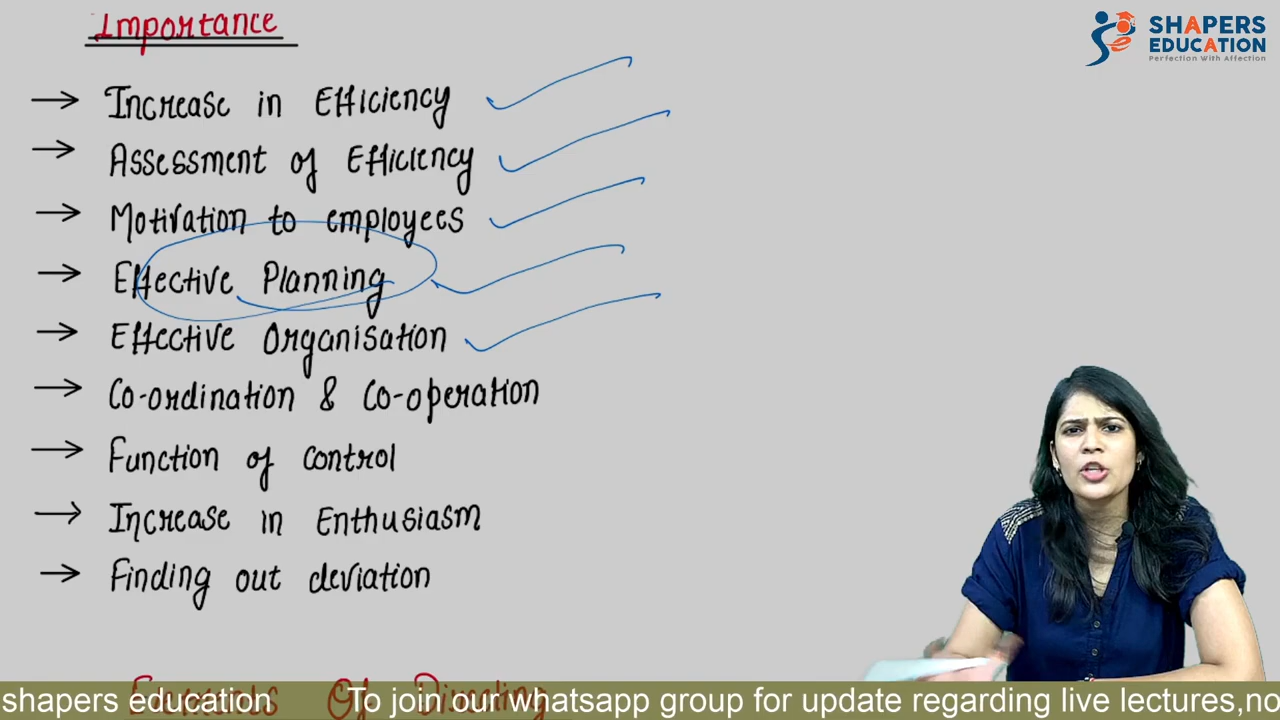 Importance
SHAPERS
EDUCATION
Perfection With Affection
→ Increase in Efficiency
→ Assessment of Efficiency
→ Motivation to employees
→ Effective Planning
→ Effective Organisation
→ Co-ordination & Co-operation
→ Function of control
→ Increase in Enthusiasm
→ Finding out deviation
Of Directing
shapers education To join our whatsapp group for update regarding live lectures,no